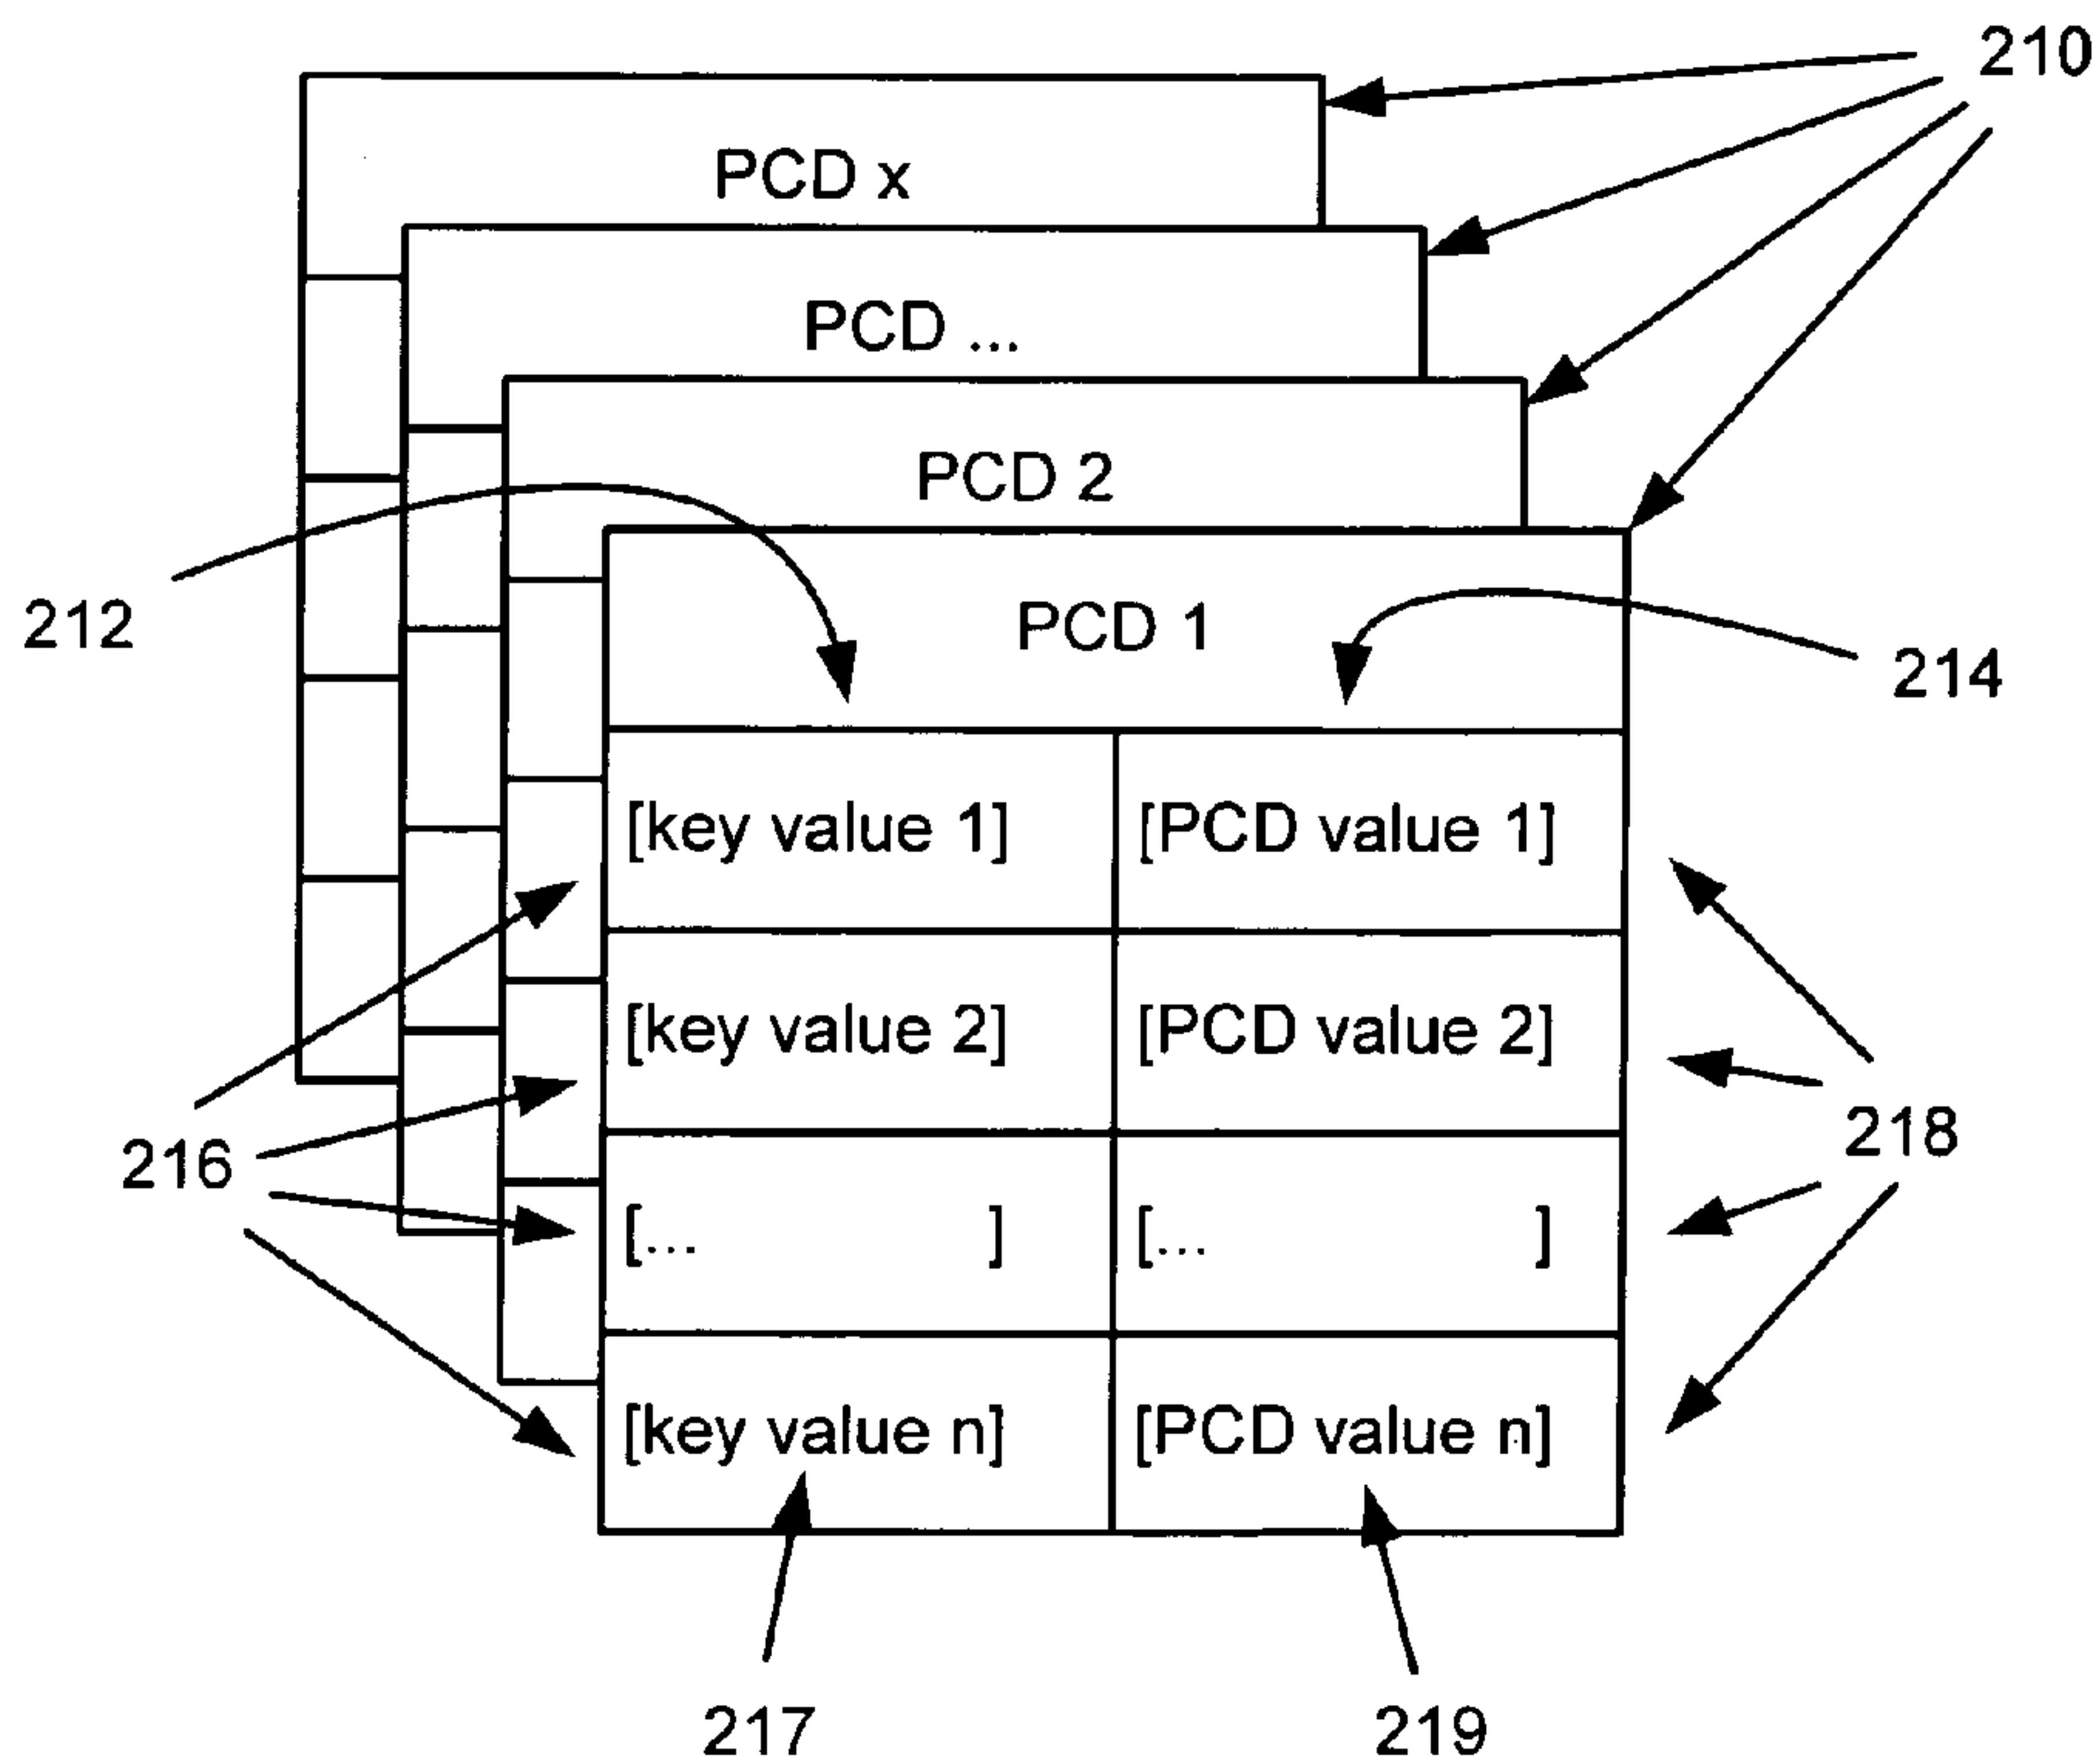 210
PCD x
PCD ...
PCD 2
212
PCD 1
214
[key value 1] [PCD value 1]
[key value 2] [PCD value 2]
218
216
[... ] [... ]
[key value n] [PCD value n]
217 219